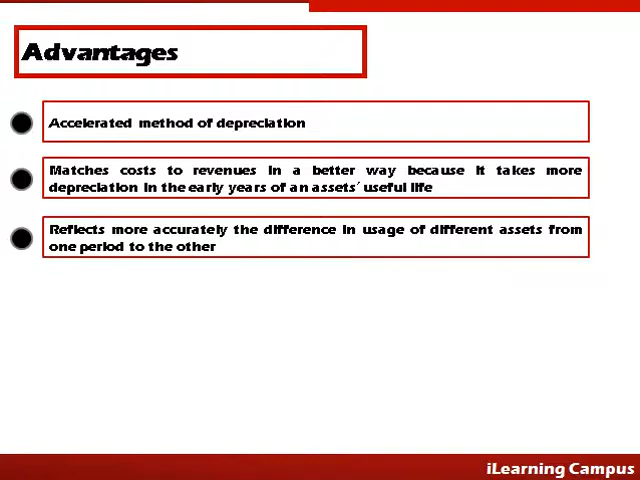 Advantages
Accelerated method of depreciation
Matches costs to revenues in a better way because it takes more
depreciation in the early years of an assets' useful life
Reflects more accurately the difference in usage of different assets from
one period to the other
iLearning Campus